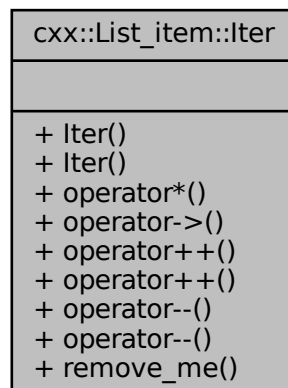 cxx::List_item::Iter
+ Iter()
+ Iter()
+ operator*()
+ operator->()
+ operator++()
+ operator++()
+ operator--()
+ operator--()
+ remove_me()